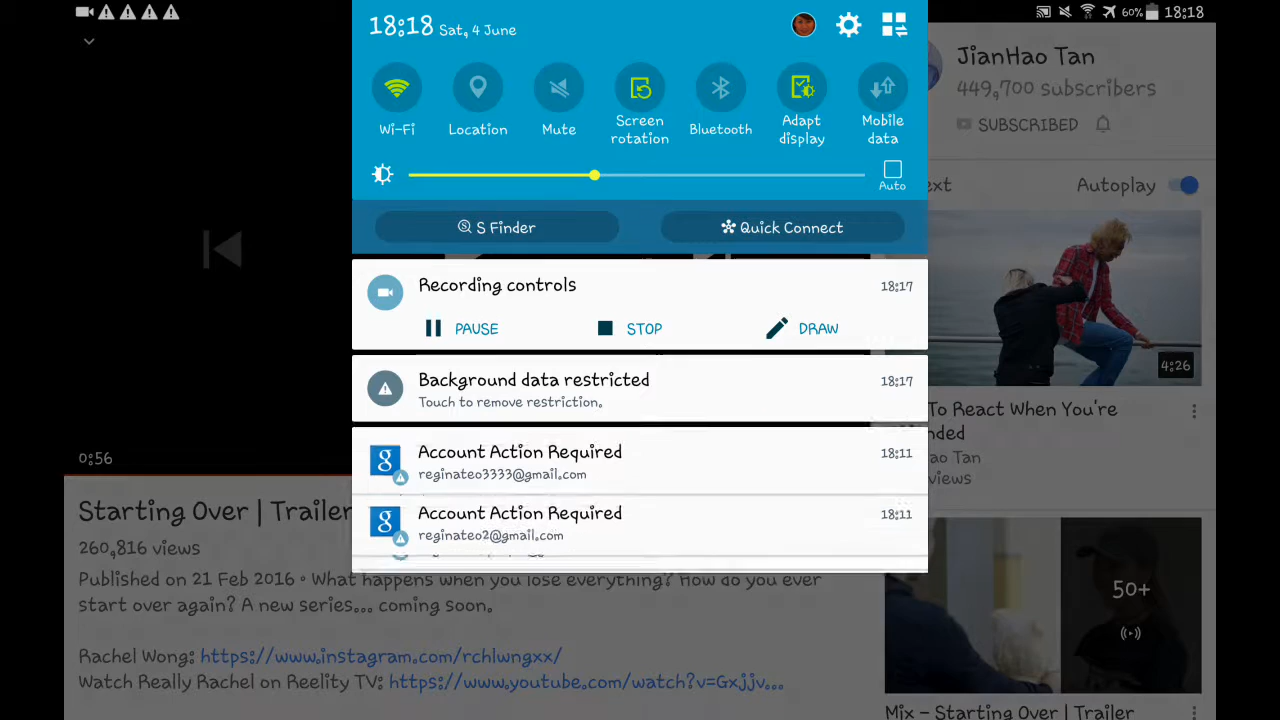 60% 18:18
18:18 Sat, 4 June
Wi-Fi
Location
Mute
Screen rotation
Bluetooth
Adapt display
Mobile data
Auto
S Finder
Quick Connect
Recording controls 18:17
PAUSE STOP DRAW
Background data restricted 18:17
Touch to remove restriction.
Account Action Required 18:11
reginateo3333@gmail.com
Account Action Required 18:11
reginateo2@gmail.com
0:56
Starting Over | Trailer
260,816 views
Published on 21 Feb 2016 • What happens when you lose everything? How do you ever
start over again? A new series... coming soon.
Rachel Wong: https://www.instagram.com/rchlwngxx/
Watch Really Rachel on Reelity TV: https://www.youtube.com/watch?v=Gxjjv...
JianHao Tan
449,700 subscribers
SUBSCRIBED
Autoplay
4:26
To React When You're
Tan
views
50+
Mix – Starting Over | Trailer